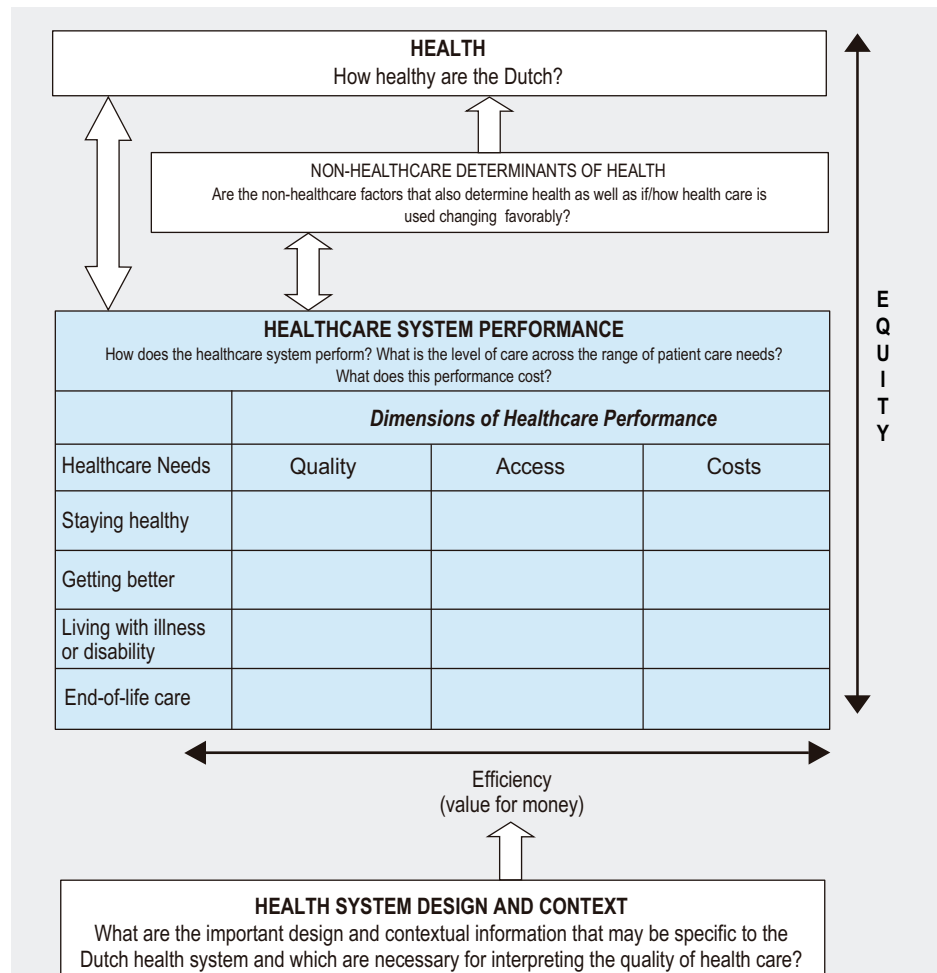 HEALTH
How healthy are the Dutch?
NON-HEALTHCARE DETERMINANTS OF HEALTH
Are the non-healthcare factors that also determine health as well as if/how health care is
used changing favorably?
HEALTHCARE SYSTEM PERFORMANCE
How does the healthcare system perform? What is the level of care across the range of patient care needs?
What does this performance cost?
Dimensions of Healthcare Performance
Healthcare Needs Quality Access Costs
Staying healthy
Getting better
Living with illness
or disability
End-of-life care
EQUITY
Efficiency
(value for money)
HEALTH SYSTEM DESIGN AND CONTEXT
What are the important design and contextual information that may be specific to the
Dutch health system and which are necessary for interpreting the quality of health care?